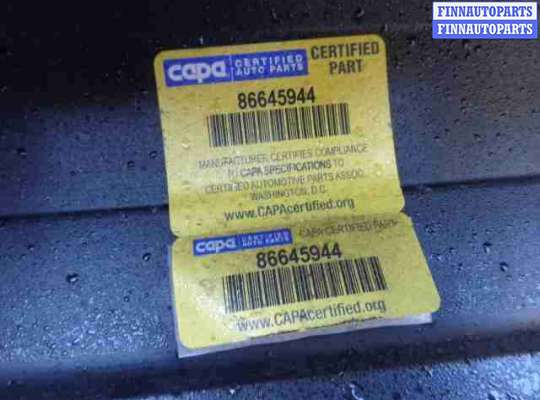 FINNAUTOPARTS
FINNAUTOPARTS
capa CERTIFIED AUTO PARTS
CERTIFIED PART
86645944
MANUFACTURER CERTIFIES COMPLIANCE
TO CAPA SPECIFICATIONS TO
CERTIFIED AUTOMOTIVE PARTS ASSOC.
WASHINGTON, D.C.
www.CAPAcertified.org
capa CERTIFIED AUTO PARTS
CAPA CERTIFIED PART
86645944
www.CAPAcertified.org